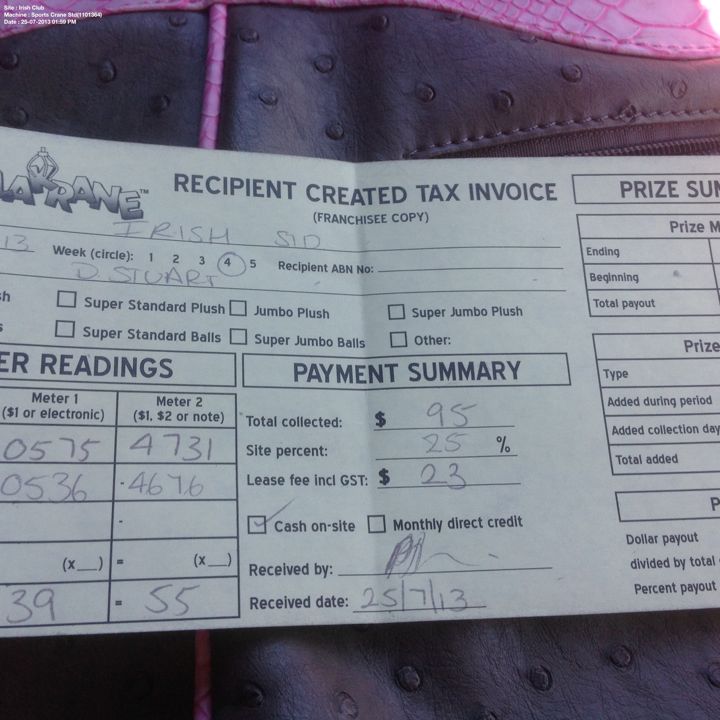 Site : Irish Club
Machine : Sports Crane Std(1101364)
Date : 25-07-2013 01:59 PM
LAKRANE™
RECIPIENT CREATED TAX INVOICE
(FRANCHISEE COPY)
PRIZE SUM
IRISH STD
13 Week (circle): 1 2 3 4 5 Recipient ABN No:
D. STUART
Prize M
Ending
Beginning
Total payout
sh Super Standard Plush Jumbo Plush Super Jumbo Plush
s Super Standard Balls Super Jumbo Balls Other:
ER READINGS
PAYMENT SUMMARY
Prize
Type
Added during period
Added collection day
Total added
Meter 1 Meter 2
($1 or electronic) ($1, $2 or note)
0575 4731
0536 - 4676
-
(x__) = (x__)
39 = 55
Total collected: $ 95
Site percent: 25 %
Lease fee incl GST: $ 23
Cash on-site Monthly direct credit
Received by:
Received date: 25/7/13
P
Dollar payout
divided by total
Percent payout